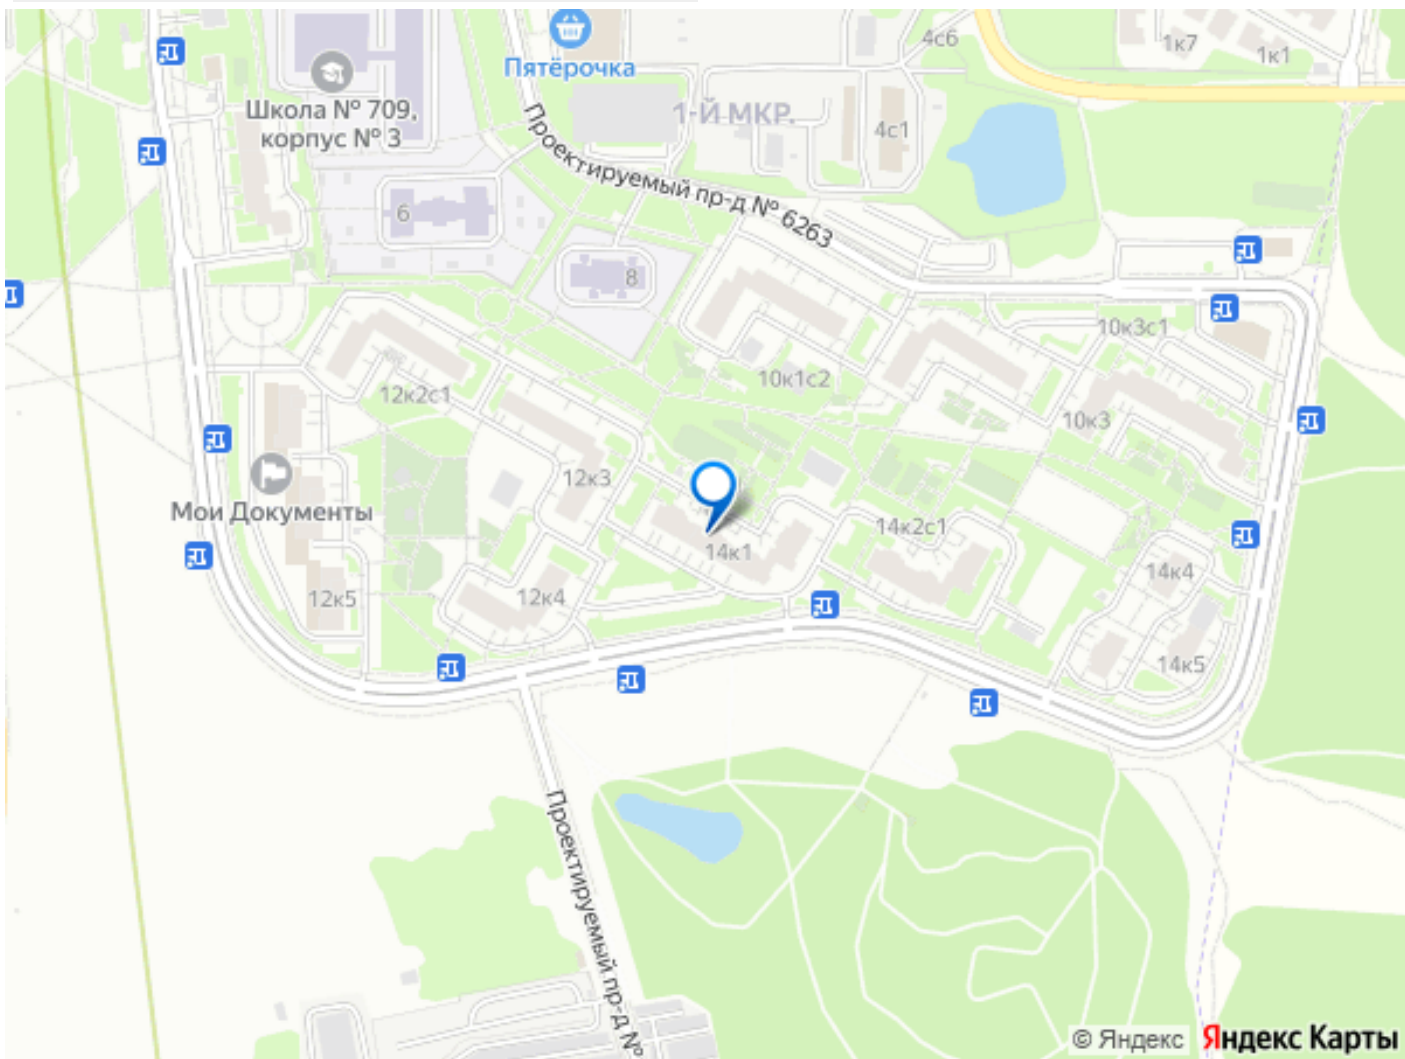 4с6
1к7
1к1
Пятёрочка
Школа № 709,
корпус № 3
1-Й МКР.
4с1
Проектируемый пр-д № 6263
6
8
10к3с1
10к1с2
12к2с1
10к3
12к3
Мои Документы
14к2с1
14к1
14к4
12к5
12к4
14к5
Проектируемый пр-д №
© Яндекс
Яндекс Карты